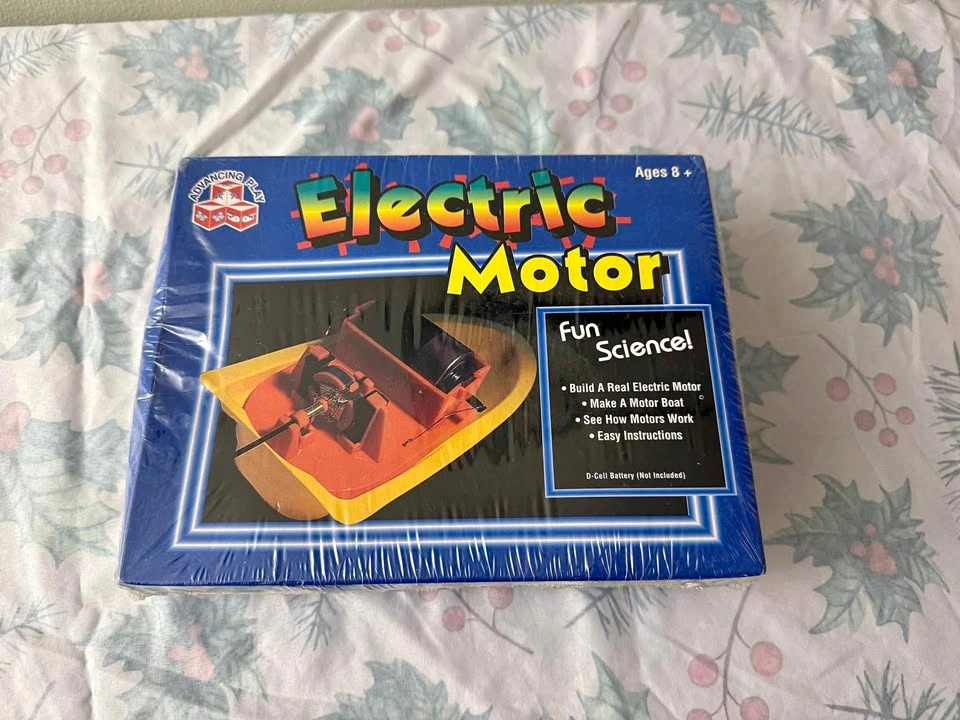 ADVANCING PLAY
Ages 8 +
Electric
Motor
Fun
Science!
• Build A Real Electric Motor
• Make A Motor Boat
• See How Motors Work
• Easy Instructions
D-Cell Battery (Not Included)